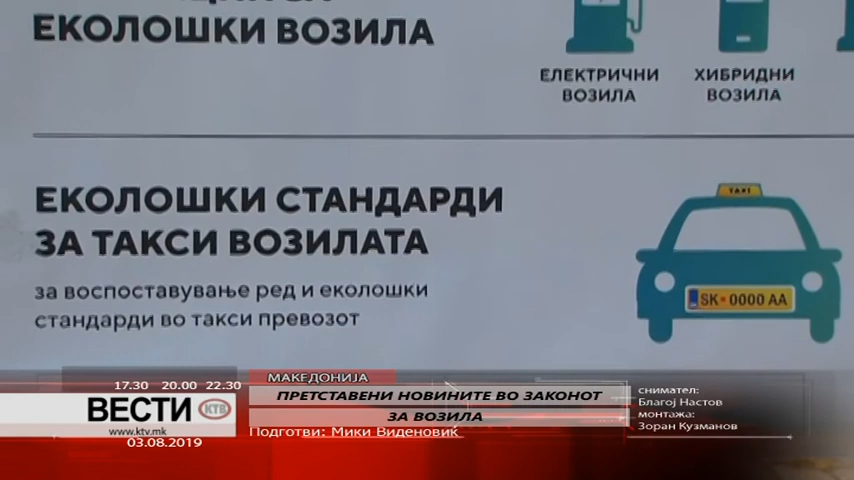 ЕКОЛОШКИ ВОЗИЛА
ЕЛЕКТРИЧНИ
ВОЗИЛА
ХИБРИДНИ
ВОЗИЛА
ЕКОЛОШКИ СТАНДАРДИ
ЗА ТАКСИ ВОЗИЛАТА
за воспоставување ред и еколошки
стандарди во такси превозот
TAXI
SK 0000 AA
МАКЕДОНИЈА
17.30 20.00 22.30
ПРЕТСТАВЕНИ НОВИНИТЕ ВО ЗАКОНОТ
ЗА ВОЗИЛА
ВЕСТИ КТВ
www.ktv.mk
03.08.2019
Подготви: Мики Виденовиќ
сниматeл:
Благој Настов
монтажа:
Зоран Кузманов